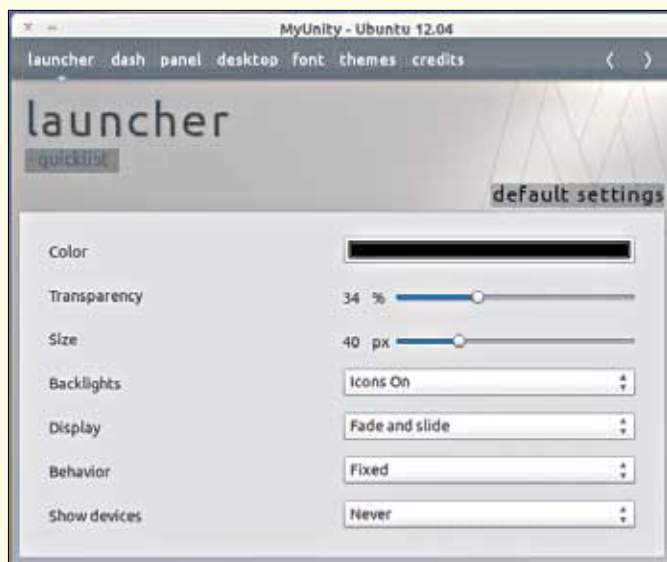 MyUnity - Ubuntu 12.04
launcher dash panel desktop font themes credits
launcher
- quicklist
default settings
Color
Transparency 34 %
Size 40 px
Backlights Icons On
Display Fade and slide
Behavior Fixed
Show devices Never